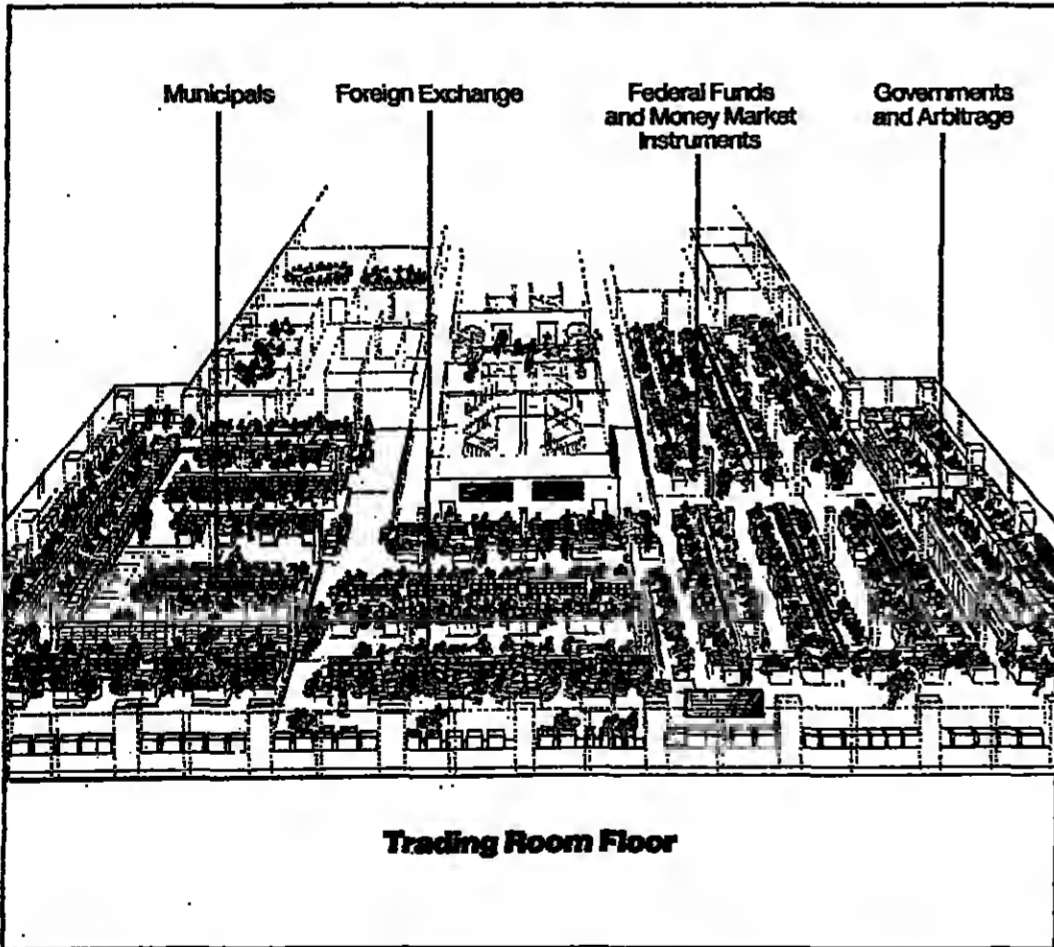 Municipals
Foreign Exchange
Federal Funds
and Money Market
Instruments
Governments
and Arbitrage
Trading Room Floor